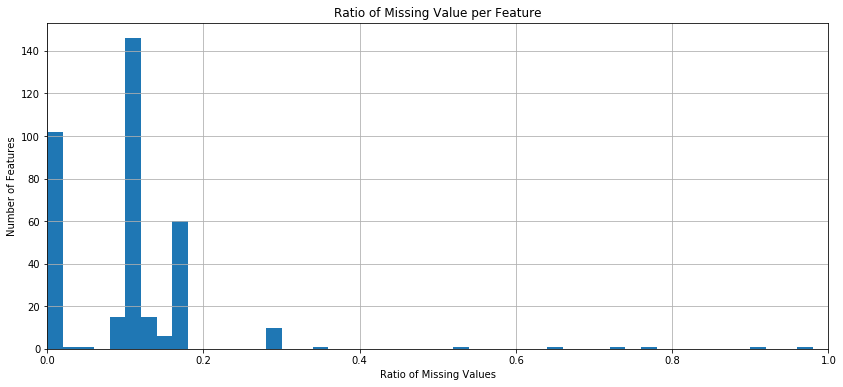 Ratio of Missing Value per Feature
Number of Features
140
120
100
80
60
40
20
0
0.0 0.2 0.4 0.6 0.8 1.0
Ratio of Missing Values